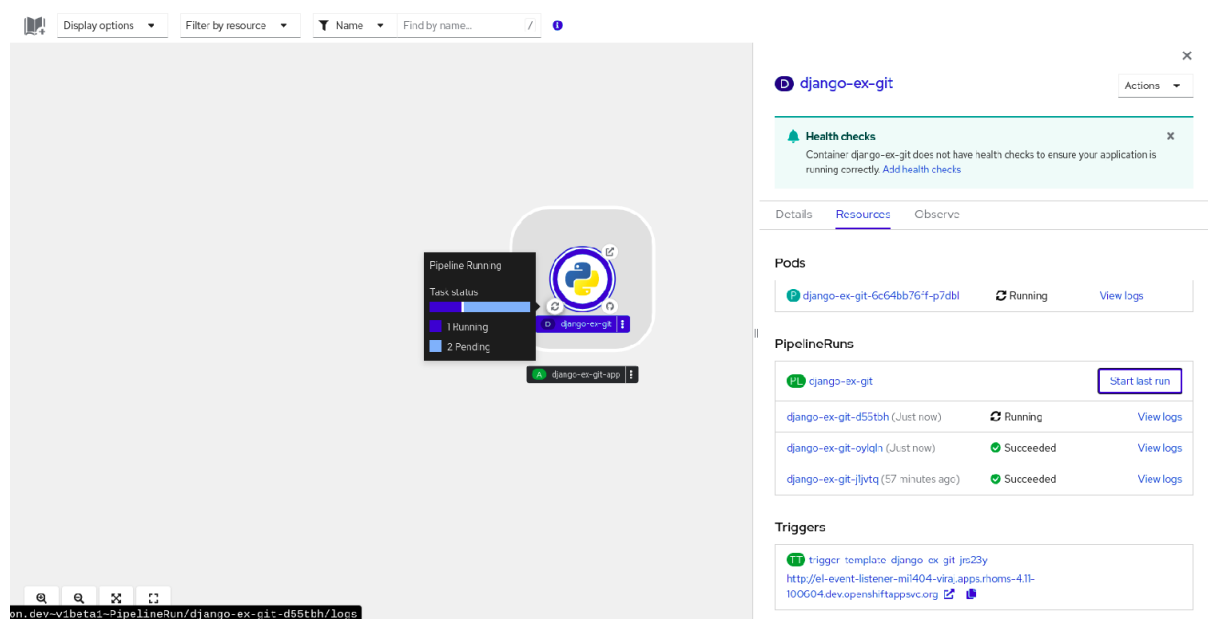 Display options
Filter by resource
Name
Find by name...
/
Pipeline Running
Task status
1 Running
2 Pending
D django-ex-git
A django-ex-git-app
on.dev~v1beta1~PipelineRun/django-ex-git-d55tbh/logs
D django-ex-git
Actions
Health checks
Container django-ex-git does not have health checks to ensure your application is
running correctly. Add health checks
Details Resources Observe
Pods
P django-ex-git-6c64bb76ff-p7dbl Running View logs
PipelineRuns
PL django-ex-git Start last run
django-ex-git-d55tbh (Just now) Running View logs
django-ex-git-oylqln (Just now) Succeeded View logs
django-ex-git-j1jvtq (57 minutes ago) Succeeded View logs
Triggers
TT trigger-template-django-ex-git-jrs23y
http://el-event-listener-mi1404-viraj.apps.rhoms-4.11-
100604.dev.openshiftappsvc.org